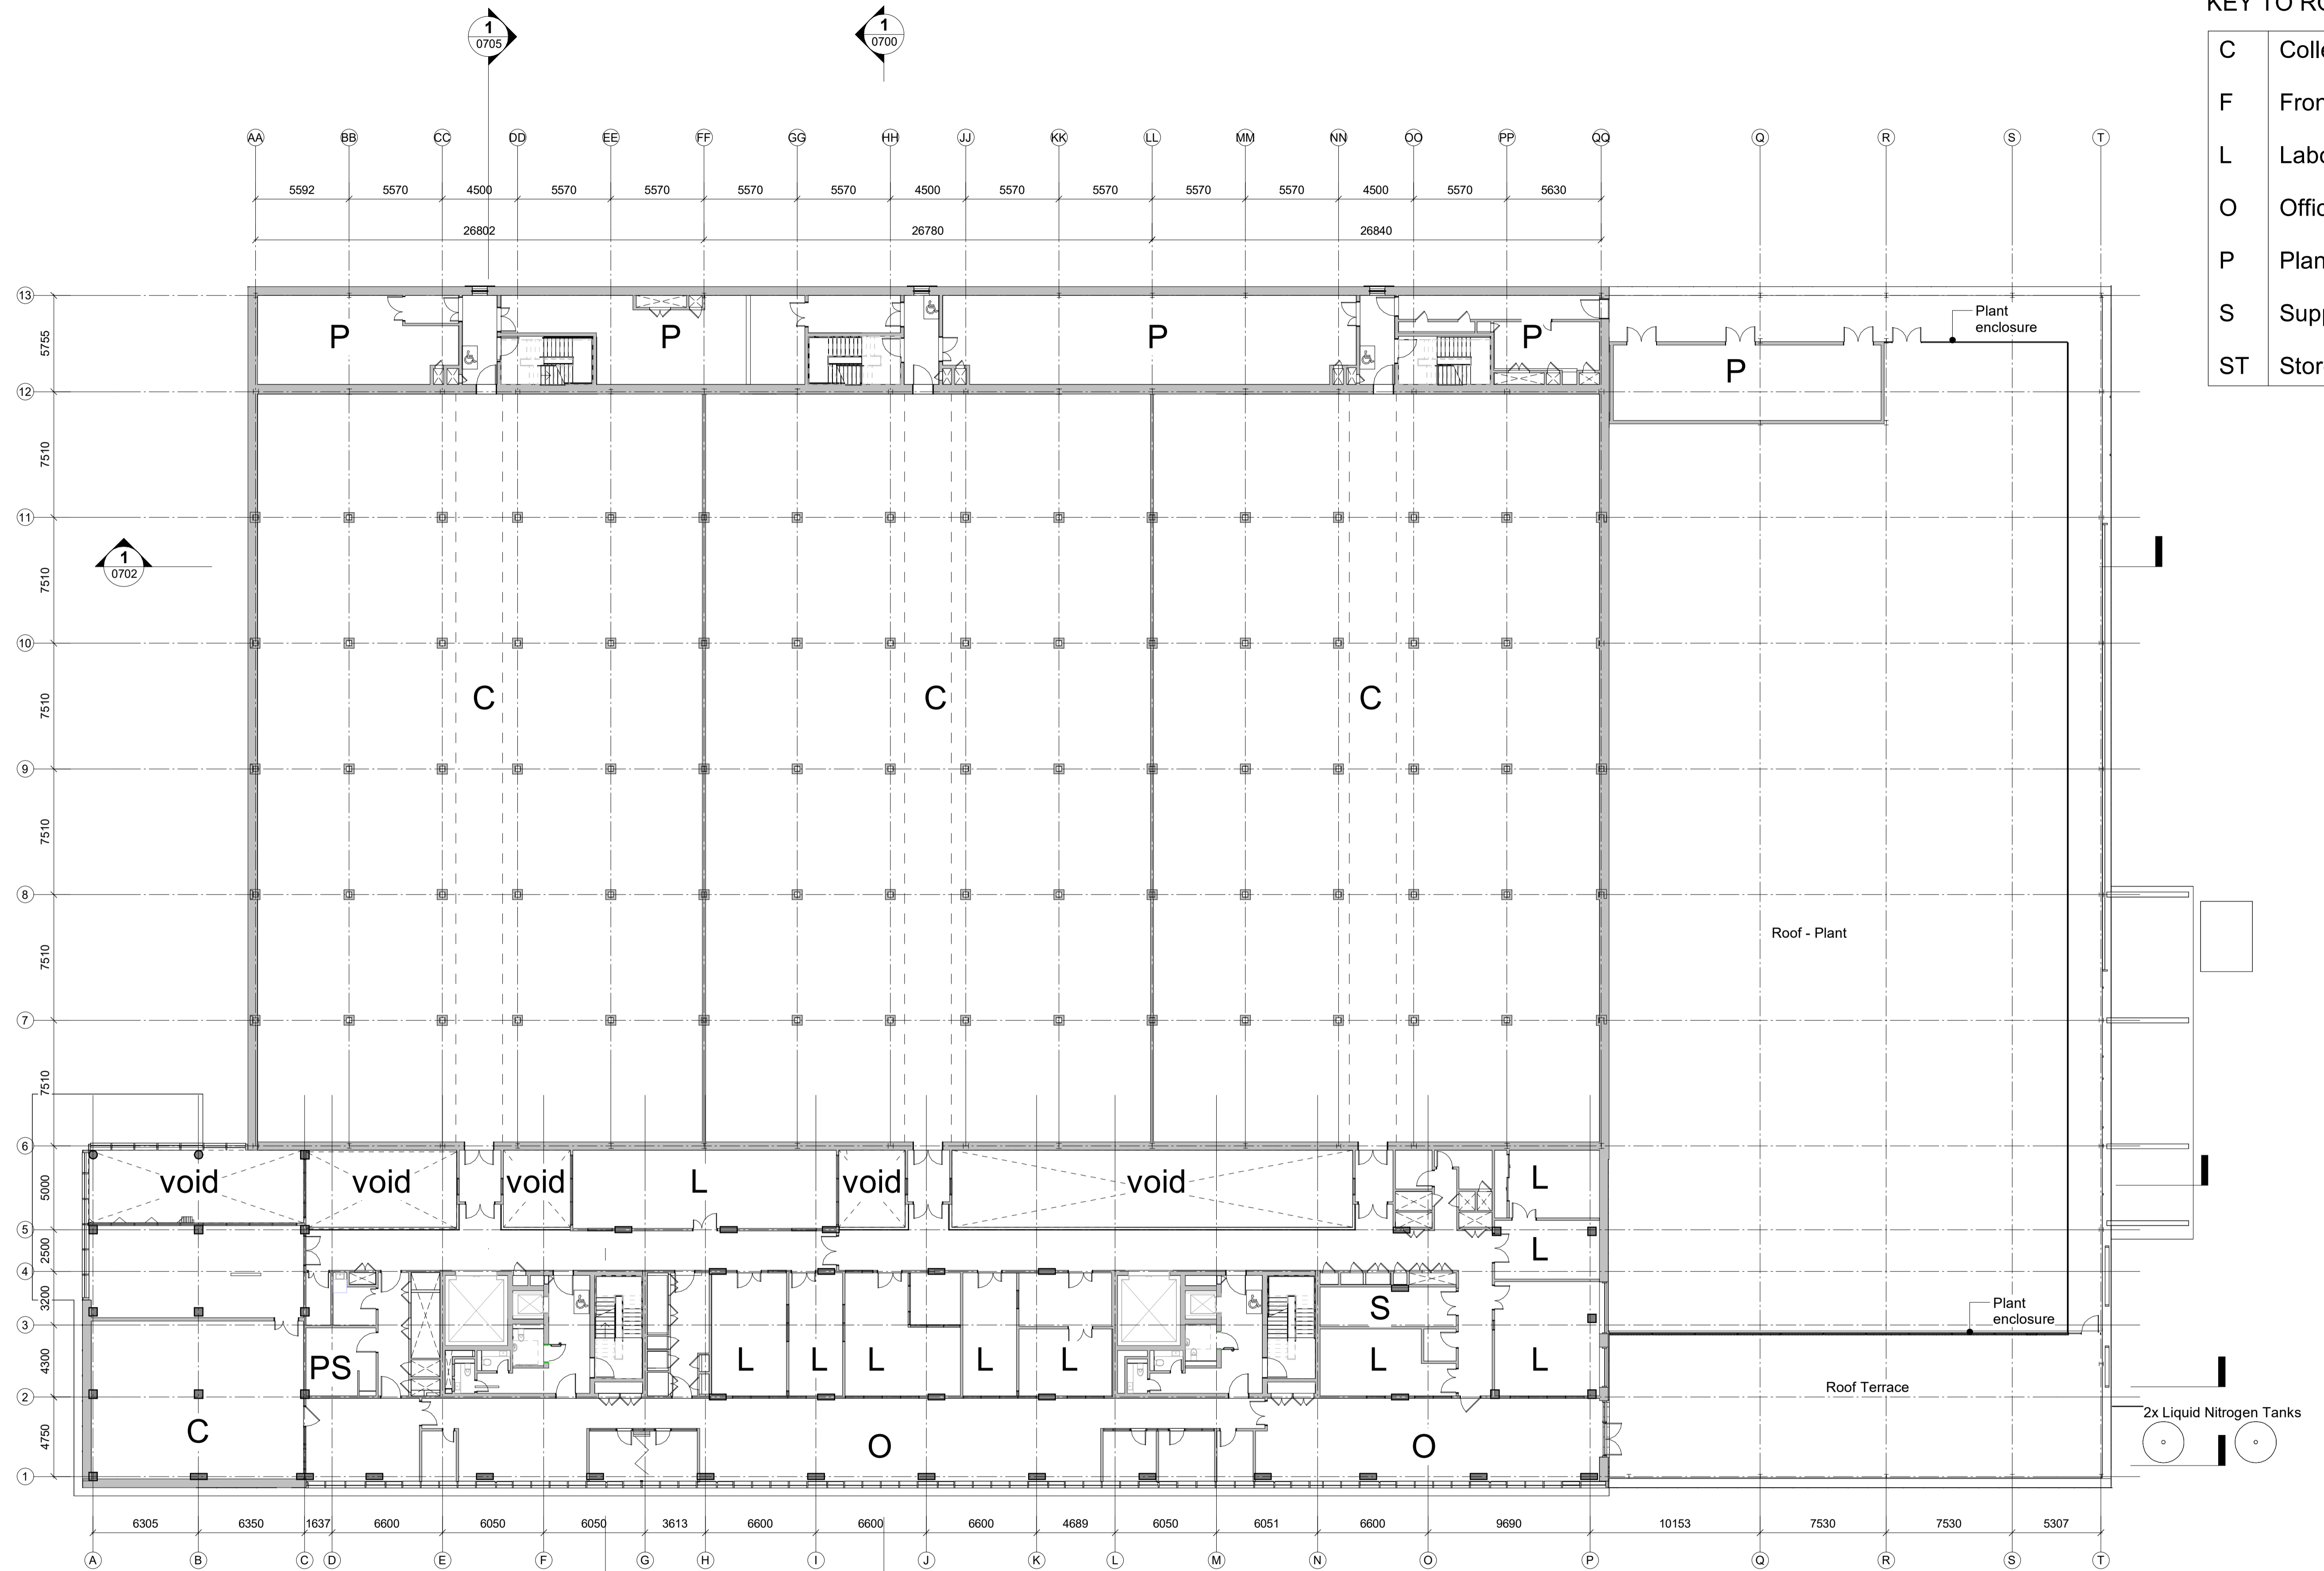 KEY TO RO
1
0705
1
0700
C Colle
F Fron
L Labo
O Offic
P Plan
S Supp
ST Stor
AA BB CC DD EE FF GG HH JJ KK LL MM NN OO PP QQ Q R S T
5592 5570 4500 5570 5570 5570 5570 4500 5570 5570 5570 5570 4500 5570 5630
26802 26780 26840
13
5755
P P P P
Plant
enclosure
P
12
7510
11
1
0702
7510
10
7510
C C C
9
7510
8
Roof - Plant
7510
7
7510
6
void void void L void void L
5000
5
2500
L
4
3200
S
Plant
enclosure
3
4300
PS L L L L L L L
2
Roof Terrace
2x Liquid Nitrogen Tanks
4750
C O O
1
6305 6350 1637 6600 6050 6050 3613 6600 6600 6600 4689 6050 6051 6600 9690 10153 7530 7530 5307
A B C D E F G H I J K L M N O P Q R S T